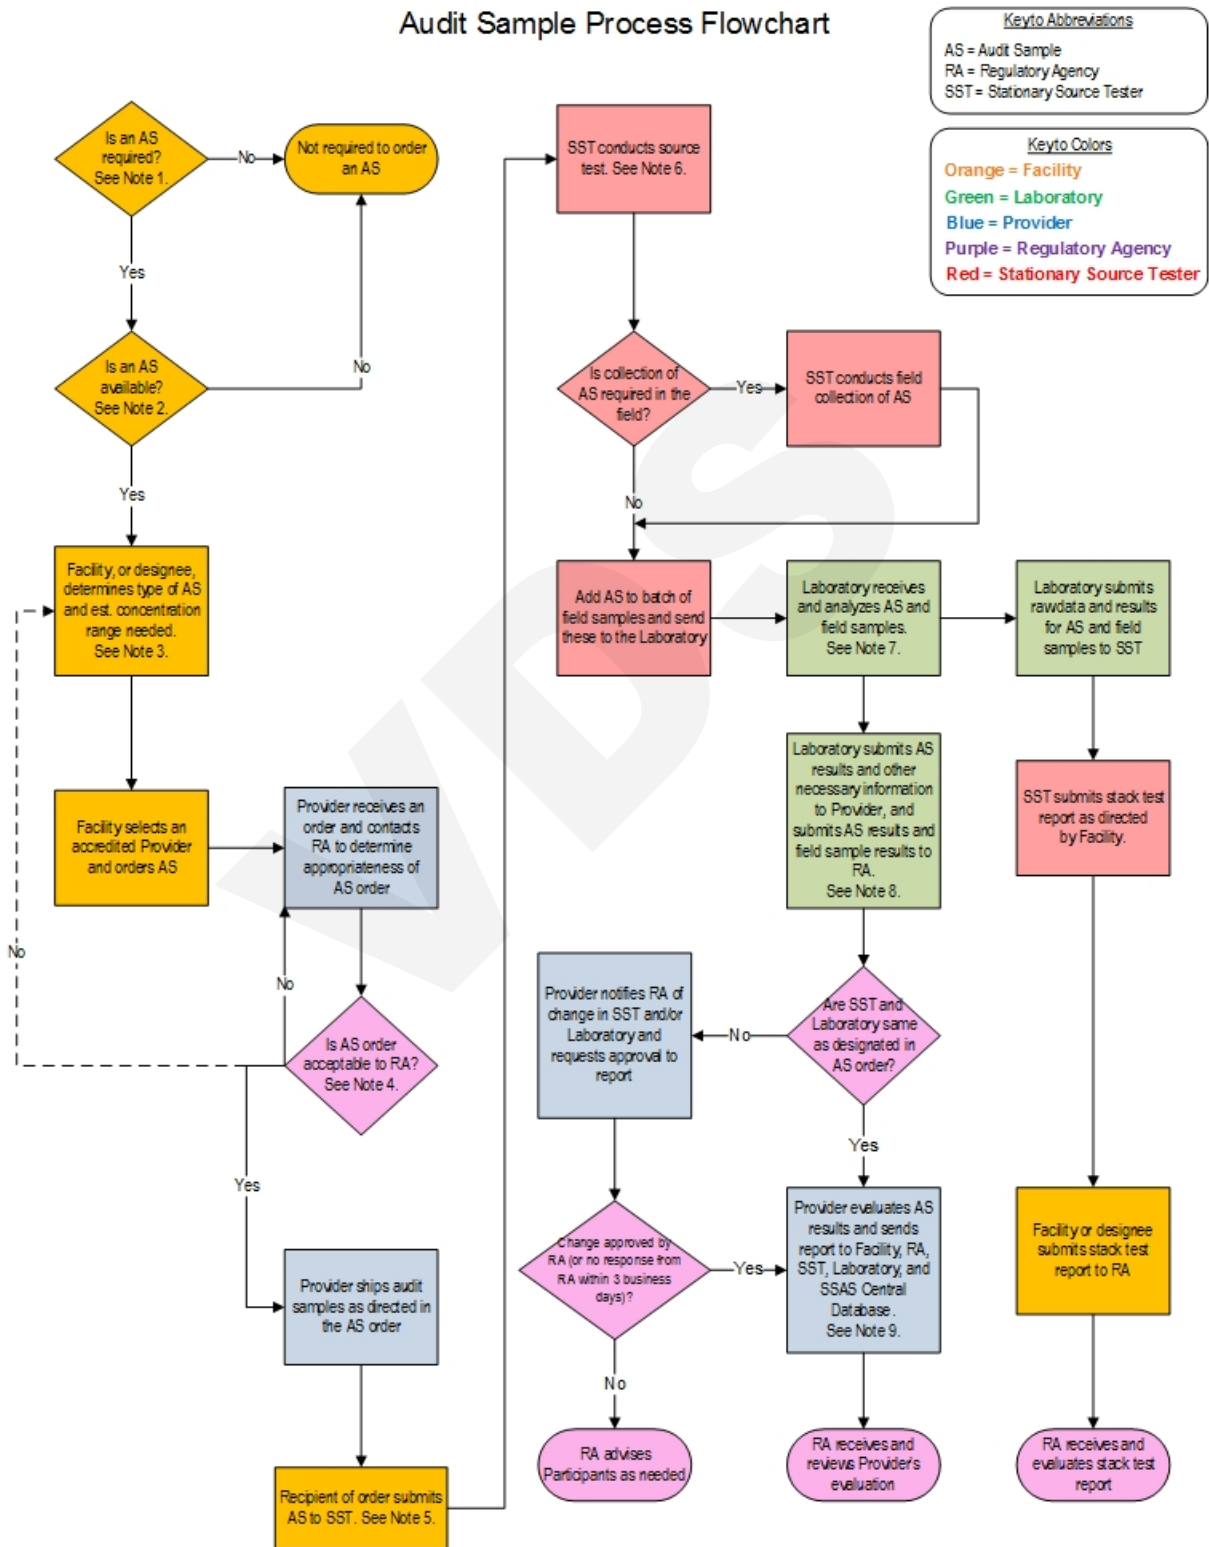 Audit Sample Process Flowchart
Key to Abbreviations
AS = Audit Sample
RA = Regulatory Agency
SST = Stationary Source Tester
Key to Colors
Orange = Facility
Green = Laboratory
Blue = Provider
Purple = Regulatory Agency
Red = Stationary Source Tester
Is an AS
required?
See Note 1.
No
Not required to order
an AS
Yes
Is an AS
available?
See Note 2.
No
Yes
Facility, or designee,
determines type of AS
and est. concentration
range needed.
See Note 3.
Facility selects an
accredited Provider
and orders AS
Provider receives an
order and contacts
RA to determine
appropriateness of
AS order
No
No
Is AS order
acceptable to RA?
See Note 4.
Yes
Provider ships audit
samples as directed in
the AS order
Recipient of order submits
AS to SST. See Note 5.
SST conducts source
test. See Note 6.
Is collection of
AS required in the
field?
Yes
SST conducts field
collection of AS
No
Add AS to batch of
field samples and send
these to the Laboratory
Laboratory receives
and analyzes AS and
field samples.
See Note 7.
Laboratory submits
rawdata and results
for AS and field
samples to SST
Laboratory submits AS
results and other
necessary information
to Provider, and
submits AS results and
field sample results to
RA.
See Note 8.
SST submits stack test
report as directed
by Facility.
Are SST and
Laboratory same
as designated in
AS order?
No
Provider notifies RA of
change in SST and/or
Laboratory and
requests approval to
report
Yes
Change approved by
RA (or no response from
RA within 3 business
days)?
Yes
Provider evaluates AS
results and sends
report to Facility, RA,
SST, Laboratory, and
SSAS Central
Database.
See Note 9.
Facility or designee
submits stack test
report to RA
No
RA advises
Participants as needed
RA receives and
reviews Provider's
evaluation
RA receives and
evaluates stack test
report
VDS